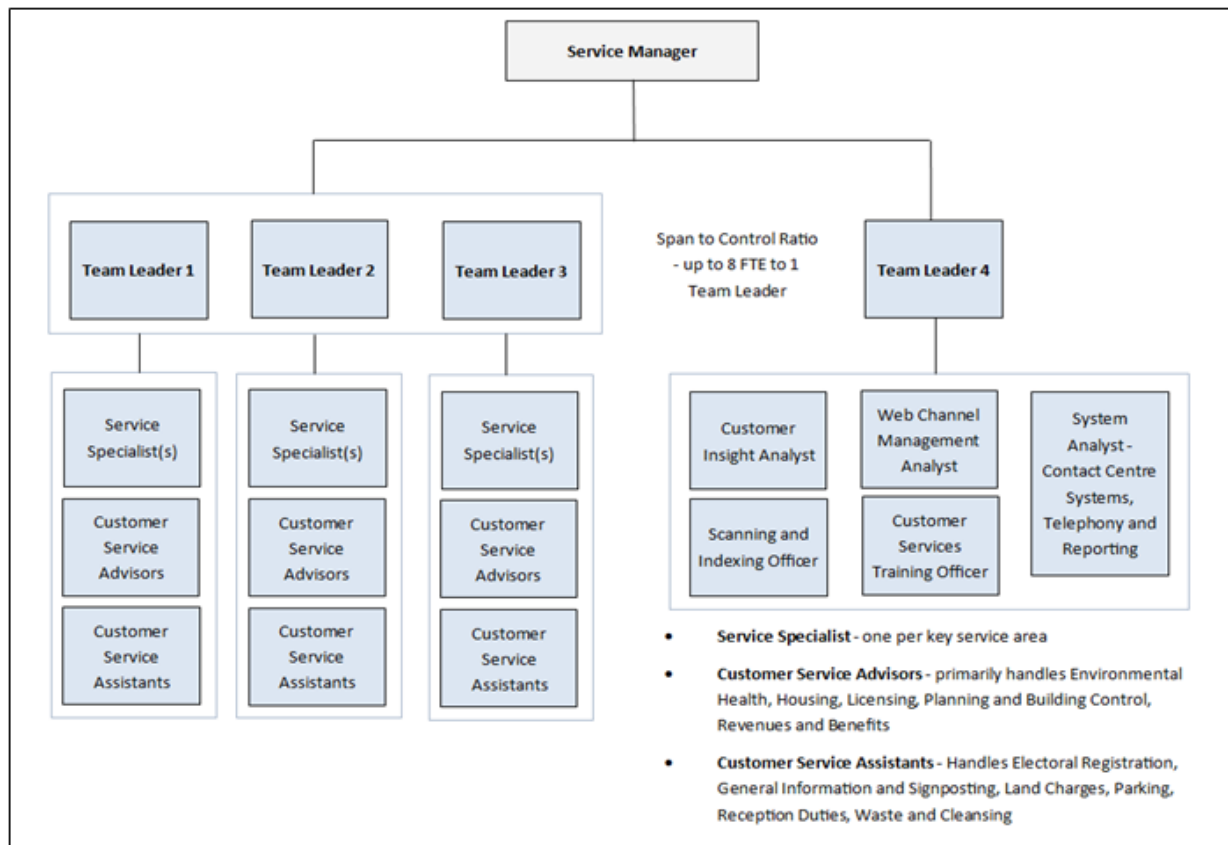 Service Manager
Team Leader 1
Team Leader 2
Team Leader 3
Span to Control Ratio
- up to 8 FTE to 1
Team Leader
Team Leader 4
Service
Specialist(s)
Customer
Service
Advisors
Customer
Service
Assistants
Service
Specialist(s)
Customer
Service
Advisors
Customer
Service
Assistants
Service
Specialist(s)
Customer
Service
Advisors
Customer
Service
Assistants
Customer
Insight Analyst
Scanning and
Indexing Officer
Web Channel
Management
Analyst
Customer
Services
Training Officer
System
Analyst -
Contact Centre
Systems,
Telephony and
Reporting
• Service Specialist - one per key service area
• Customer Service Advisors - primarily handles Environmental
Health, Housing, Licensing, Planning and Building Control,
Revenues and Benefits
• Customer Service Assistants - Handles Electoral Registration,
General Information and Signposting, Land Charges, Parking,
Reception Duties, Waste and Cleansing